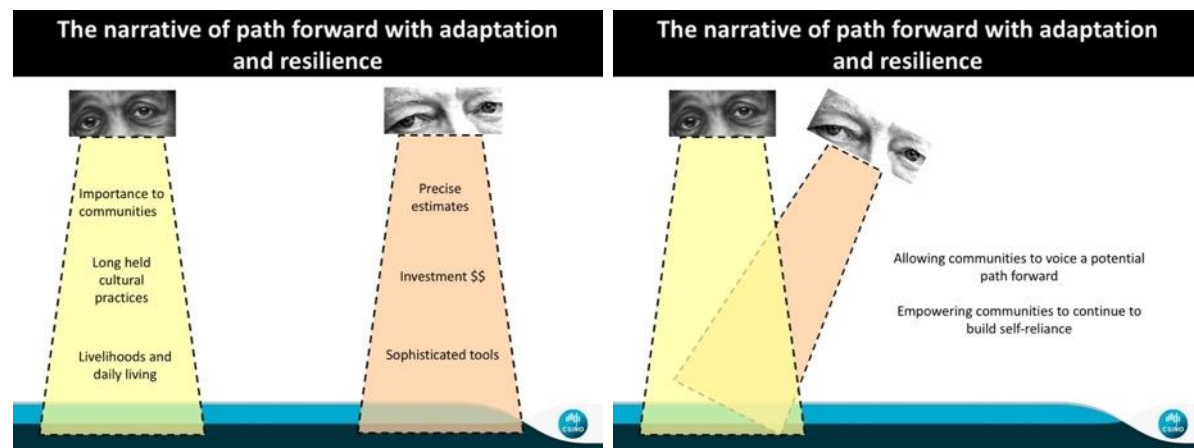 The narrative of path forward with adaptation
and resilience
Importance to
communities
Long held
cultural
practices
Livelihoods and
daily living
Precise
estimates
Investment $$
Sophisticated tools
CSIRO
The narrative of path forward with adaptation
and resilience
Allowing communities to voice a potential
path forward
Empowering communities to continue to
build self-reliance
CSIRO